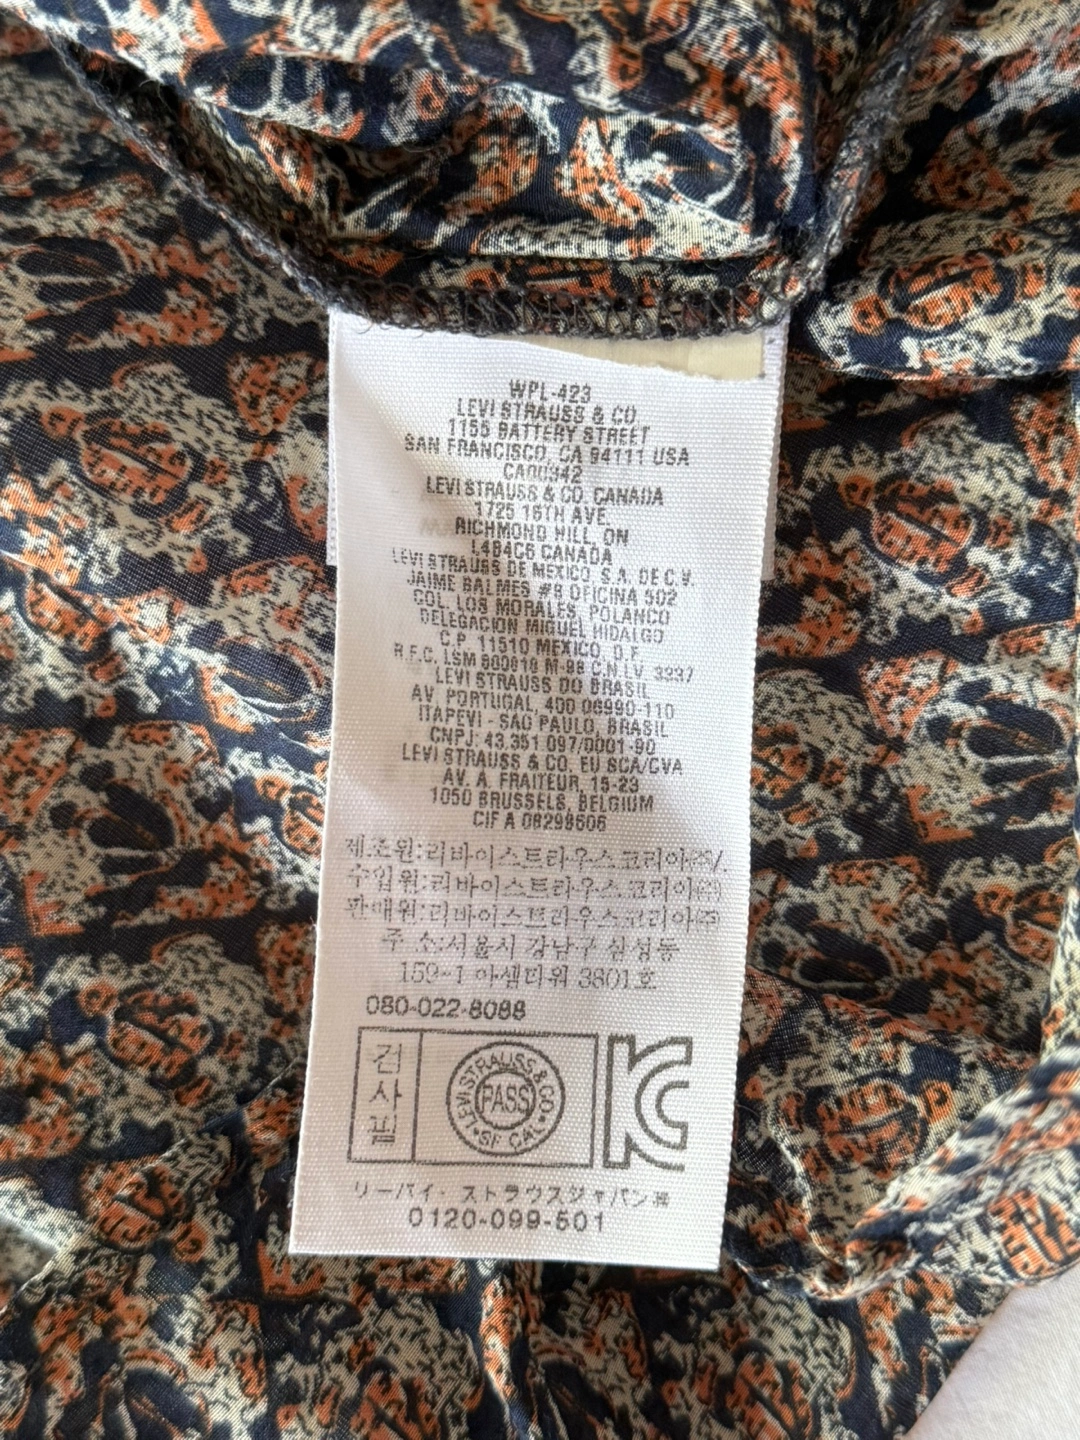 WPL-423
LEVI STRAUSS & CO
1155 BATTERY STREET
SAN FRANCISCO, CA 94111 USA
CA00342
LEVI STRAUSS & CO. CANADA
1725 16TH AVE.
RICHMOND HILL, ON
L4B4C6 CANADA
LEVI STRAUSS DE MEXICO, S.A. DE C.V.
JAIME BALMES #8 OFICINA 502
COL. LOS MORALES, POLANCO
DELEGACION MIGUEL HIDALGO
C.P. 11510 MEXICO, D.F.
R.F.C. LSM M-98 C.N.I.V. 3337
LEVI STRAUSS DO BRASIL
AV. PORTUGAL, 400 06990-110
ITAPEVI - SAO PAULO, BRASIL
CNPJ: 43.351.097/0001-90
LEVI STRAUSS & CO, EU SCA/CVA
AV. A. FRAITEUR, 15-23
1050 BRUSSELS, BELGIUM
CIF A 08299606
제조원:리바이스트라우스코리아㈜/.
수입원:리바이스트라우스코리아㈜
판매원:리바이스트라우스코리아㈜
주 소:서울시 강남구 삼성동
159-1 아셈타워 3801호
080-022-8088
검사필
LEVI STRAUSS & CO.
PASS
SF CAL
KC
リーバイ・ストラウスジャパン㈱
0120-099-501